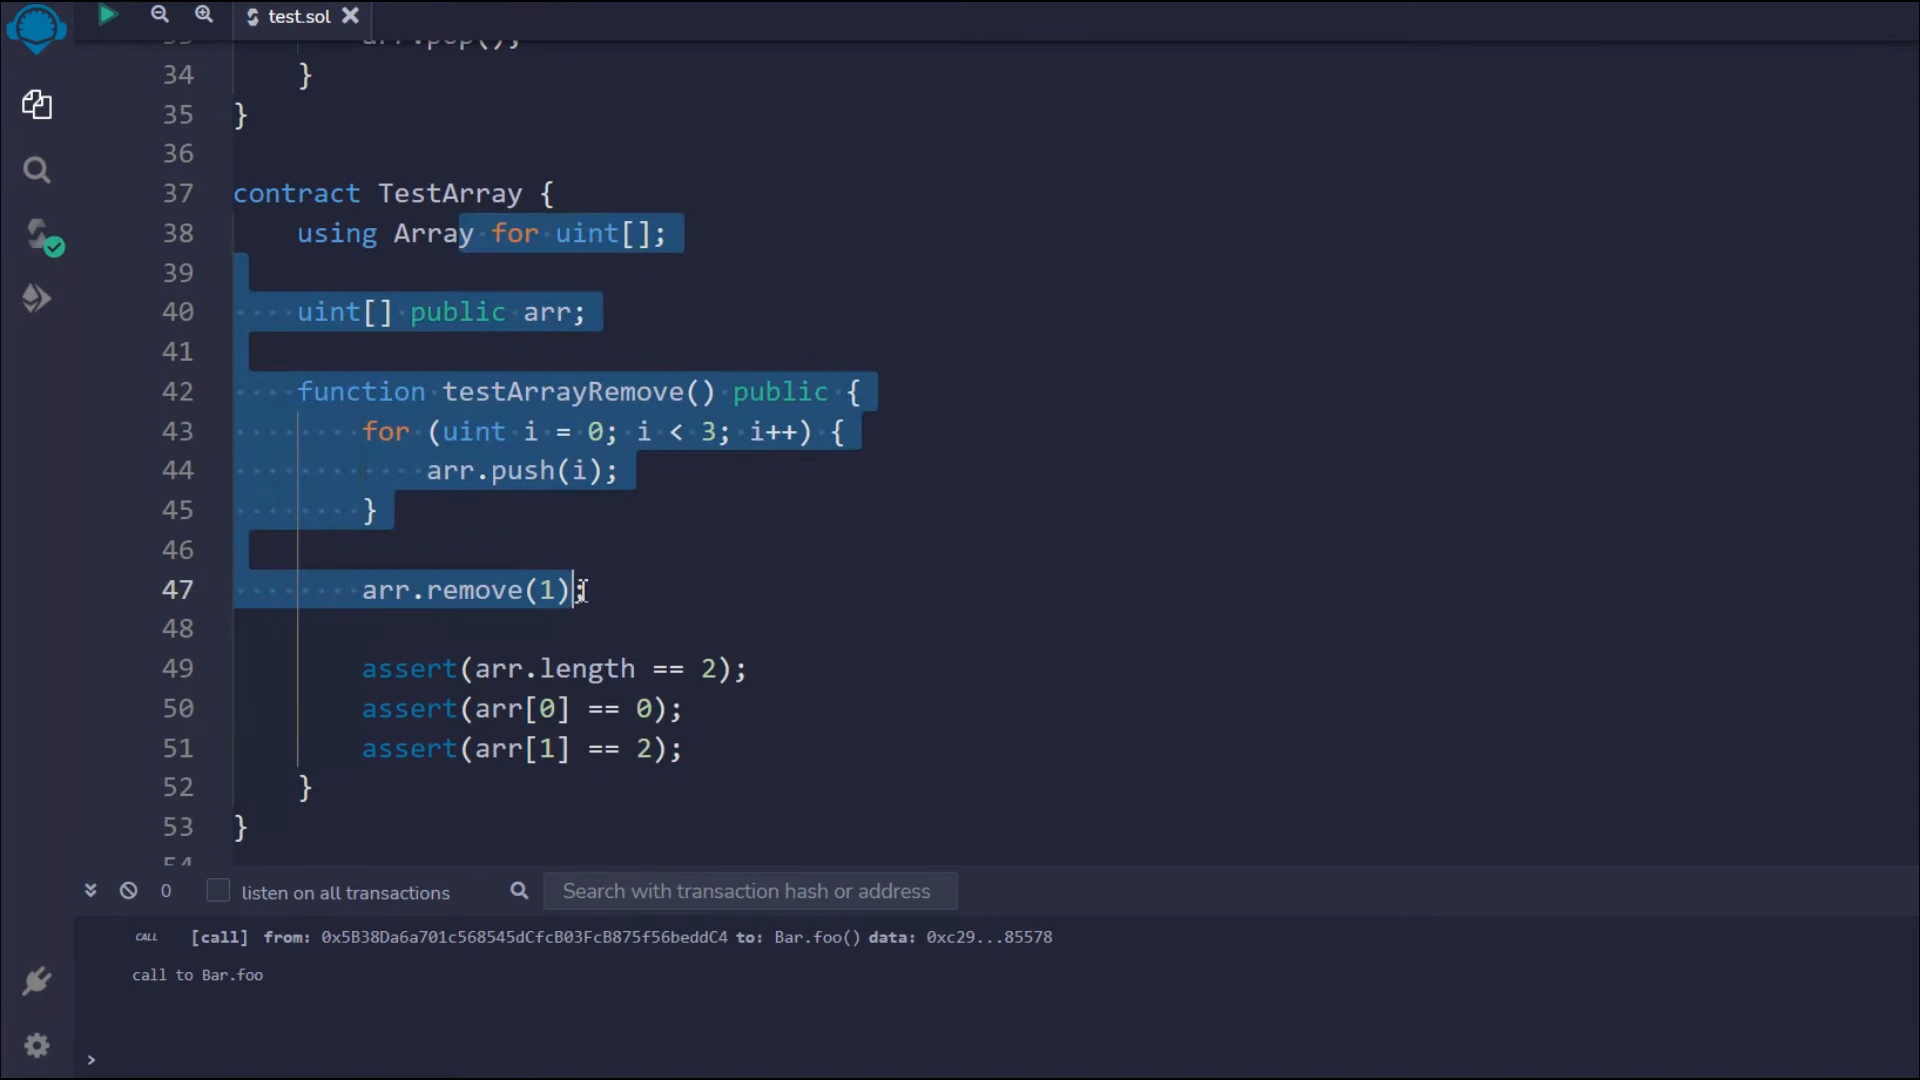 test.sol
arr.pop();
34 }
35 }
36
37 contract TestArray {
38 using Array for uint[];
39
40 uint[] public arr;
41
42 function testArrayRemove() public {
43 for (uint i = 0; i < 3; i++) {
44 arr.push(i);
45 }
46
47 arr.remove(1);
48
49 assert(arr.length == 2);
50 assert(arr[0] == 0);
51 assert(arr[1] == 2);
52 }
53 }
54
0 listen on all transactions Search with transaction hash or address
CALL [call] from: 0x5B38Da6a701c568545dCfcB03FcB875f56beddC4 to: Bar.foo() data: 0xc29...85578
call to Bar.foo
>